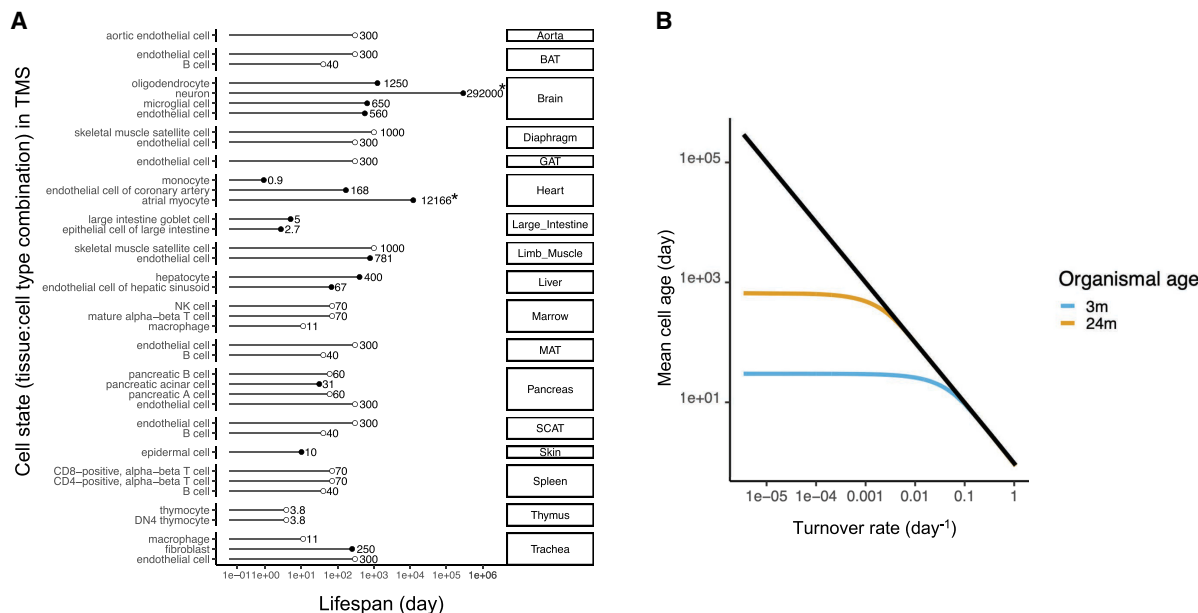 A
Cell state (tissue:cell type combination) in TMS
aortic endothelial cell 300 Aorta
endothelial cell 300
B cell 40
BAT
oligodendrocyte 1250
neuron 292000*
microglial cell 650
endothelial cell 560
Brain
skeletal muscle satellite cell 1000
endothelial cell 300
Diaphragm
endothelial cell 300 GAT
monocyte 0.9
endothelial cell of coronary artery 168
atrial myocyte 12166*
Heart
large intestine goblet cell 5
epithelial cell of large intestine 2.7
Large_Intestine
skeletal muscle satellite cell 1000
endothelial cell 781
Limb_Muscle
hepatocyte 400
endothelial cell of hepatic sinusoid 67
Liver
NK cell 70
mature alpha−beta T cell 70
macrophage 11
Marrow
endothelial cell 300
B cell 40
MAT
pancreatic B cell 60
pancreatic acinar cell 31
pancreatic A cell 60
endothelial cell 300
Pancreas
endothelial cell 300
B cell 40
SCAT
epidermal cell 10 Skin
CD8−positive, alpha−beta T cell 70
CD4−positive, alpha−beta T cell 70
B cell 40
Spleen
thymocyte 3.8
DN4 thymocyte 3.8
Thymus
macrophage 11
fibroblast 250
endothelial cell 300
Trachea
1e−01 1e+00 1e+01 1e+02 1e+03 1e+04 1e+05 1e+06
Lifespan (day)
B
Mean cell age (day)
1e+05
1e+03
1e+01
1e−05 1e−04 0.001 0.01 0.1 1
Turnover rate (day-1)
Organismal age
3m
24m